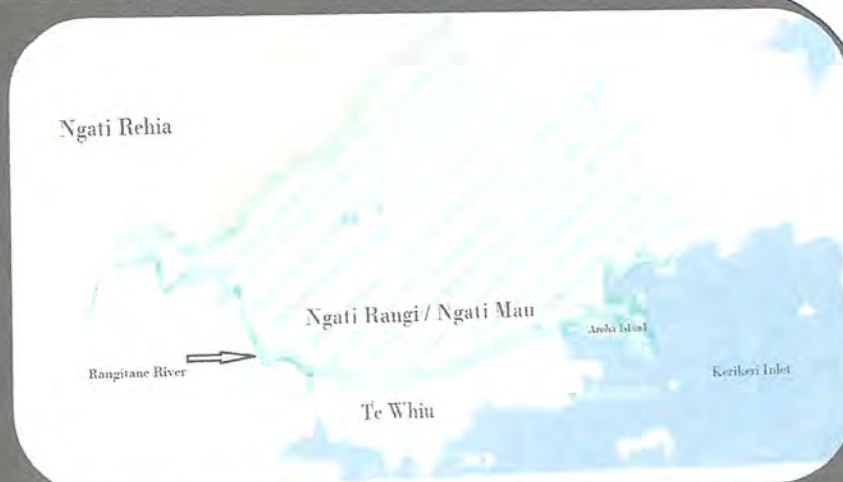 Ngati Rehia
Ngati Rangi / Ngati Mau
Aroha Island
Rangitane River
Kerikeri Inlet
Te Whiu